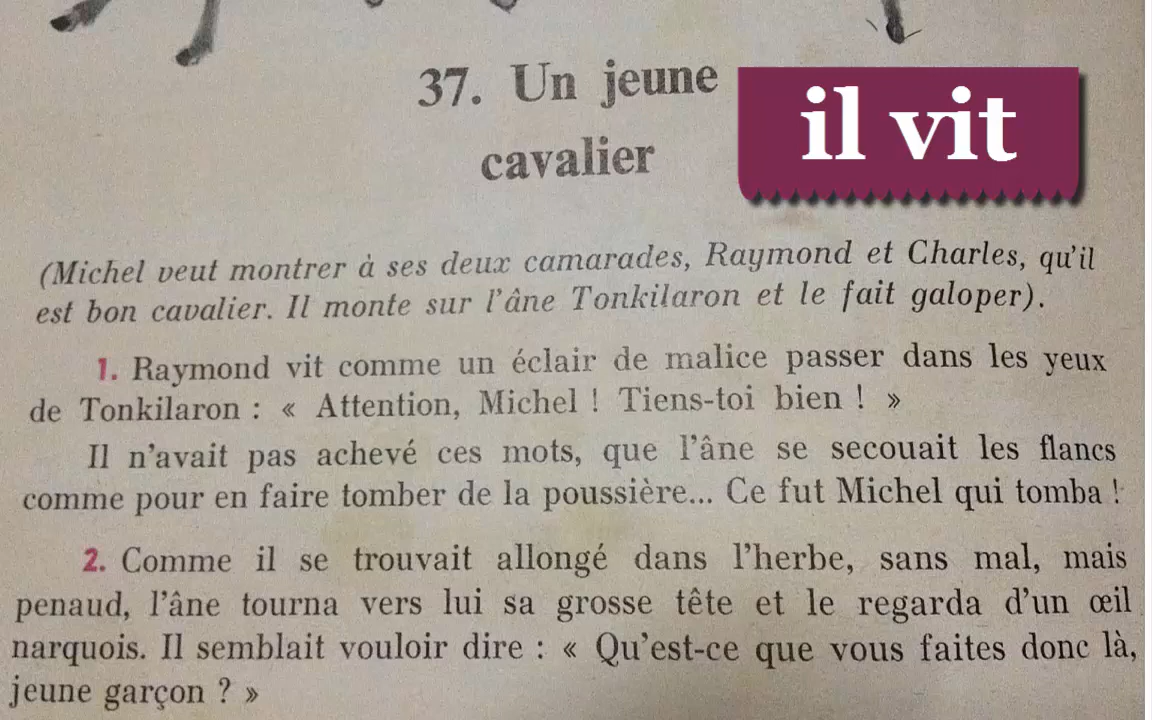 37. Un jeune
cavalier
il vit
(Michel veut montrer à ses deux camarades, Raymond et Charles, qu'il
est bon cavalier. Il monte sur l'âne Tonkilaron et le fait galoper).
1. Raymond vit comme un éclair de malice passer dans les yeux
de Tonkilaron : « Attention, Michel ! Tiens-toi bien ! »
Il n'avait pas achevé ces mots, que l'âne se secouait les flancs
comme pour en faire tomber de la poussière... Ce fut Michel qui tomba !
2. Comme il se trouvait allongé dans l'herbe, sans mal, mais
penaud, l'âne tourna vers lui sa grosse tête et le regarda d'un œil
narquois. Il semblait vouloir dire : « Qu'est-ce que vous faites donc là,
jeune garçon ? »